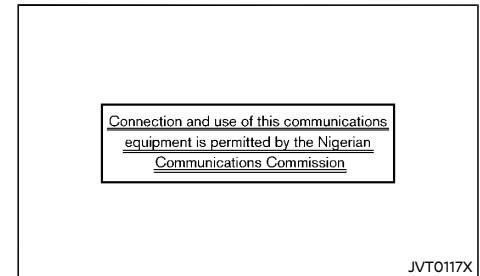 Connection and use of this communications
equipment is permitted by the Nigerian
Communications Commission
JVT0117X